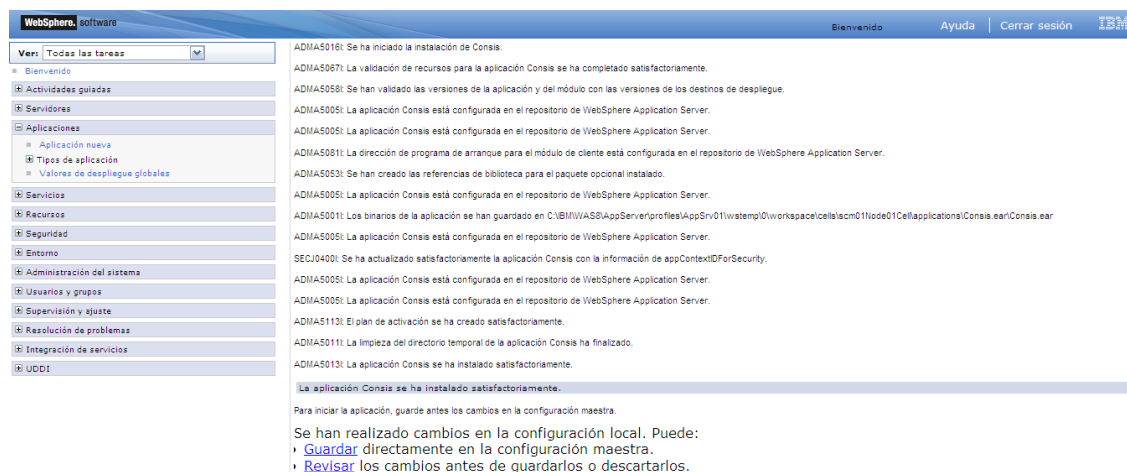 WebSphere. software
Bienvenido
Ayuda
Cerrar sesión
IBM
Ver: Todas las tareas
Bienvenido
Actividades guiadas
Servidores
Aplicaciones
Aplicación nueva
Tipos de aplicación
Valores de despliegue globales
Servicios
Recursos
Seguridad
Entorno
Administración del sistema
Usuarios y grupos
Supervisión y ajuste
Resolución de problemas
Integración de servicios
UDDI
ADMA5016I: Se ha iniciado la instalación de Consis.
ADMA5067I: La validación de recursos para la aplicación Consis se ha completado satisfactoriamente.
ADMA5058I: Se han validado las versiones de la aplicación y del módulo con las versiones de los destinos de despliegue.
ADMA5005I: La aplicación Consis está configurada en el repositorio de WebSphere Application Server.
ADMA5005I: La aplicación Consis está configurada en el repositorio de WebSphere Application Server.
ADMA5081I: La dirección de programa de arranque para el módulo de cliente está configurada en el repositorio de WebSphere Application Server.
ADMA5053I: Se han creado las referencias de biblioteca para el paquete opcional instalado.
ADMA5005I: La aplicación Consis está configurada en el repositorio de WebSphere Application Server.
ADMA5001I: Los binarios de la aplicación se han guardado en C:\IBM\WAS8\AppServer\profiles\AppSrv01\wstemp\0\workspace\cells\scm01Node01Cell\applications\Consis.ear\Consis.ear
ADMA5005I: La aplicación Consis está configurada en el repositorio de WebSphere Application Server.
SECJ0400I: Se ha actualizado satisfactoriamente la aplicación Consis con la información de appContextIDForSecurity.
ADMA5005I: La aplicación Consis está configurada en el repositorio de WebSphere Application Server.
ADMA5005I: La aplicación Consis está configurada en el repositorio de WebSphere Application Server.
ADMA5113I: El plan de activación se ha creado satisfactoriamente.
ADMA5011I: La limpieza del directorio temporal de la aplicación Consis ha finalizado.
ADMA5013I: La aplicación Consis se ha instalado satisfactoriamente.
La aplicación Consis se ha instalado satisfactoriamente.
Para iniciar la aplicación, guarde antes los cambios en la configuración maestra.
Se han realizado cambios en la configuración local. Puede:
Guardar directamente en la configuración maestra.
Revisar los cambios antes de guardarlos o descartarlos.